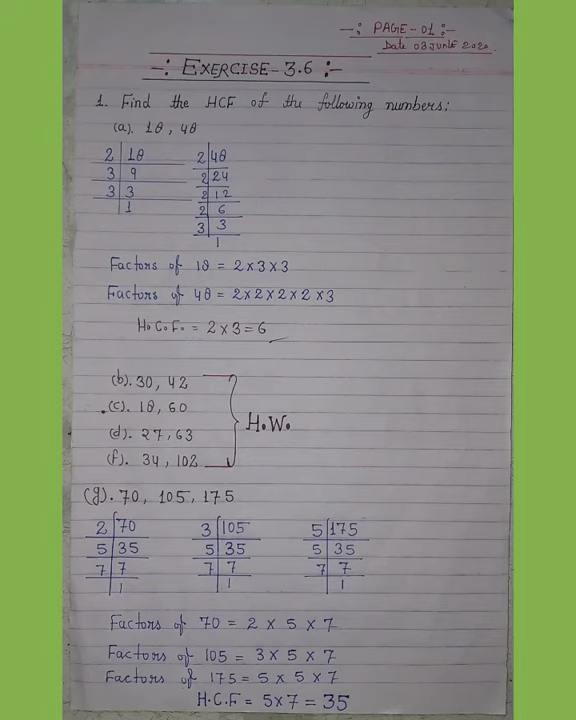 -: PAGE-01:-
Date 03 JUNE 2020
-: EXERCISE-3.6 :-
1. Find the HCF of the following numbers:
(a). 18, 48
2 18 2 48
3 9 2 24
3 3 2 12
1 2 6
3 3
1
Factors of 18 = 2×3×3
Factors of 48 = 2×2×2×2×3
H.C.F. = 2×3=6
(b). 30, 42
(c). 18, 60
H.W.
(d). 27, 63
(f). 34, 102
(g). 70, 105, 175
2 70 3 105 5 175
5 35 5 35 5 35
7 7 7 7 7 7
1 1 1
Factors of 70 = 2 × 5 × 7
Factors of 105 = 3 × 5 × 7
Factors of 175 = 5 × 5 × 7
H.C.F = 5×7 = 35